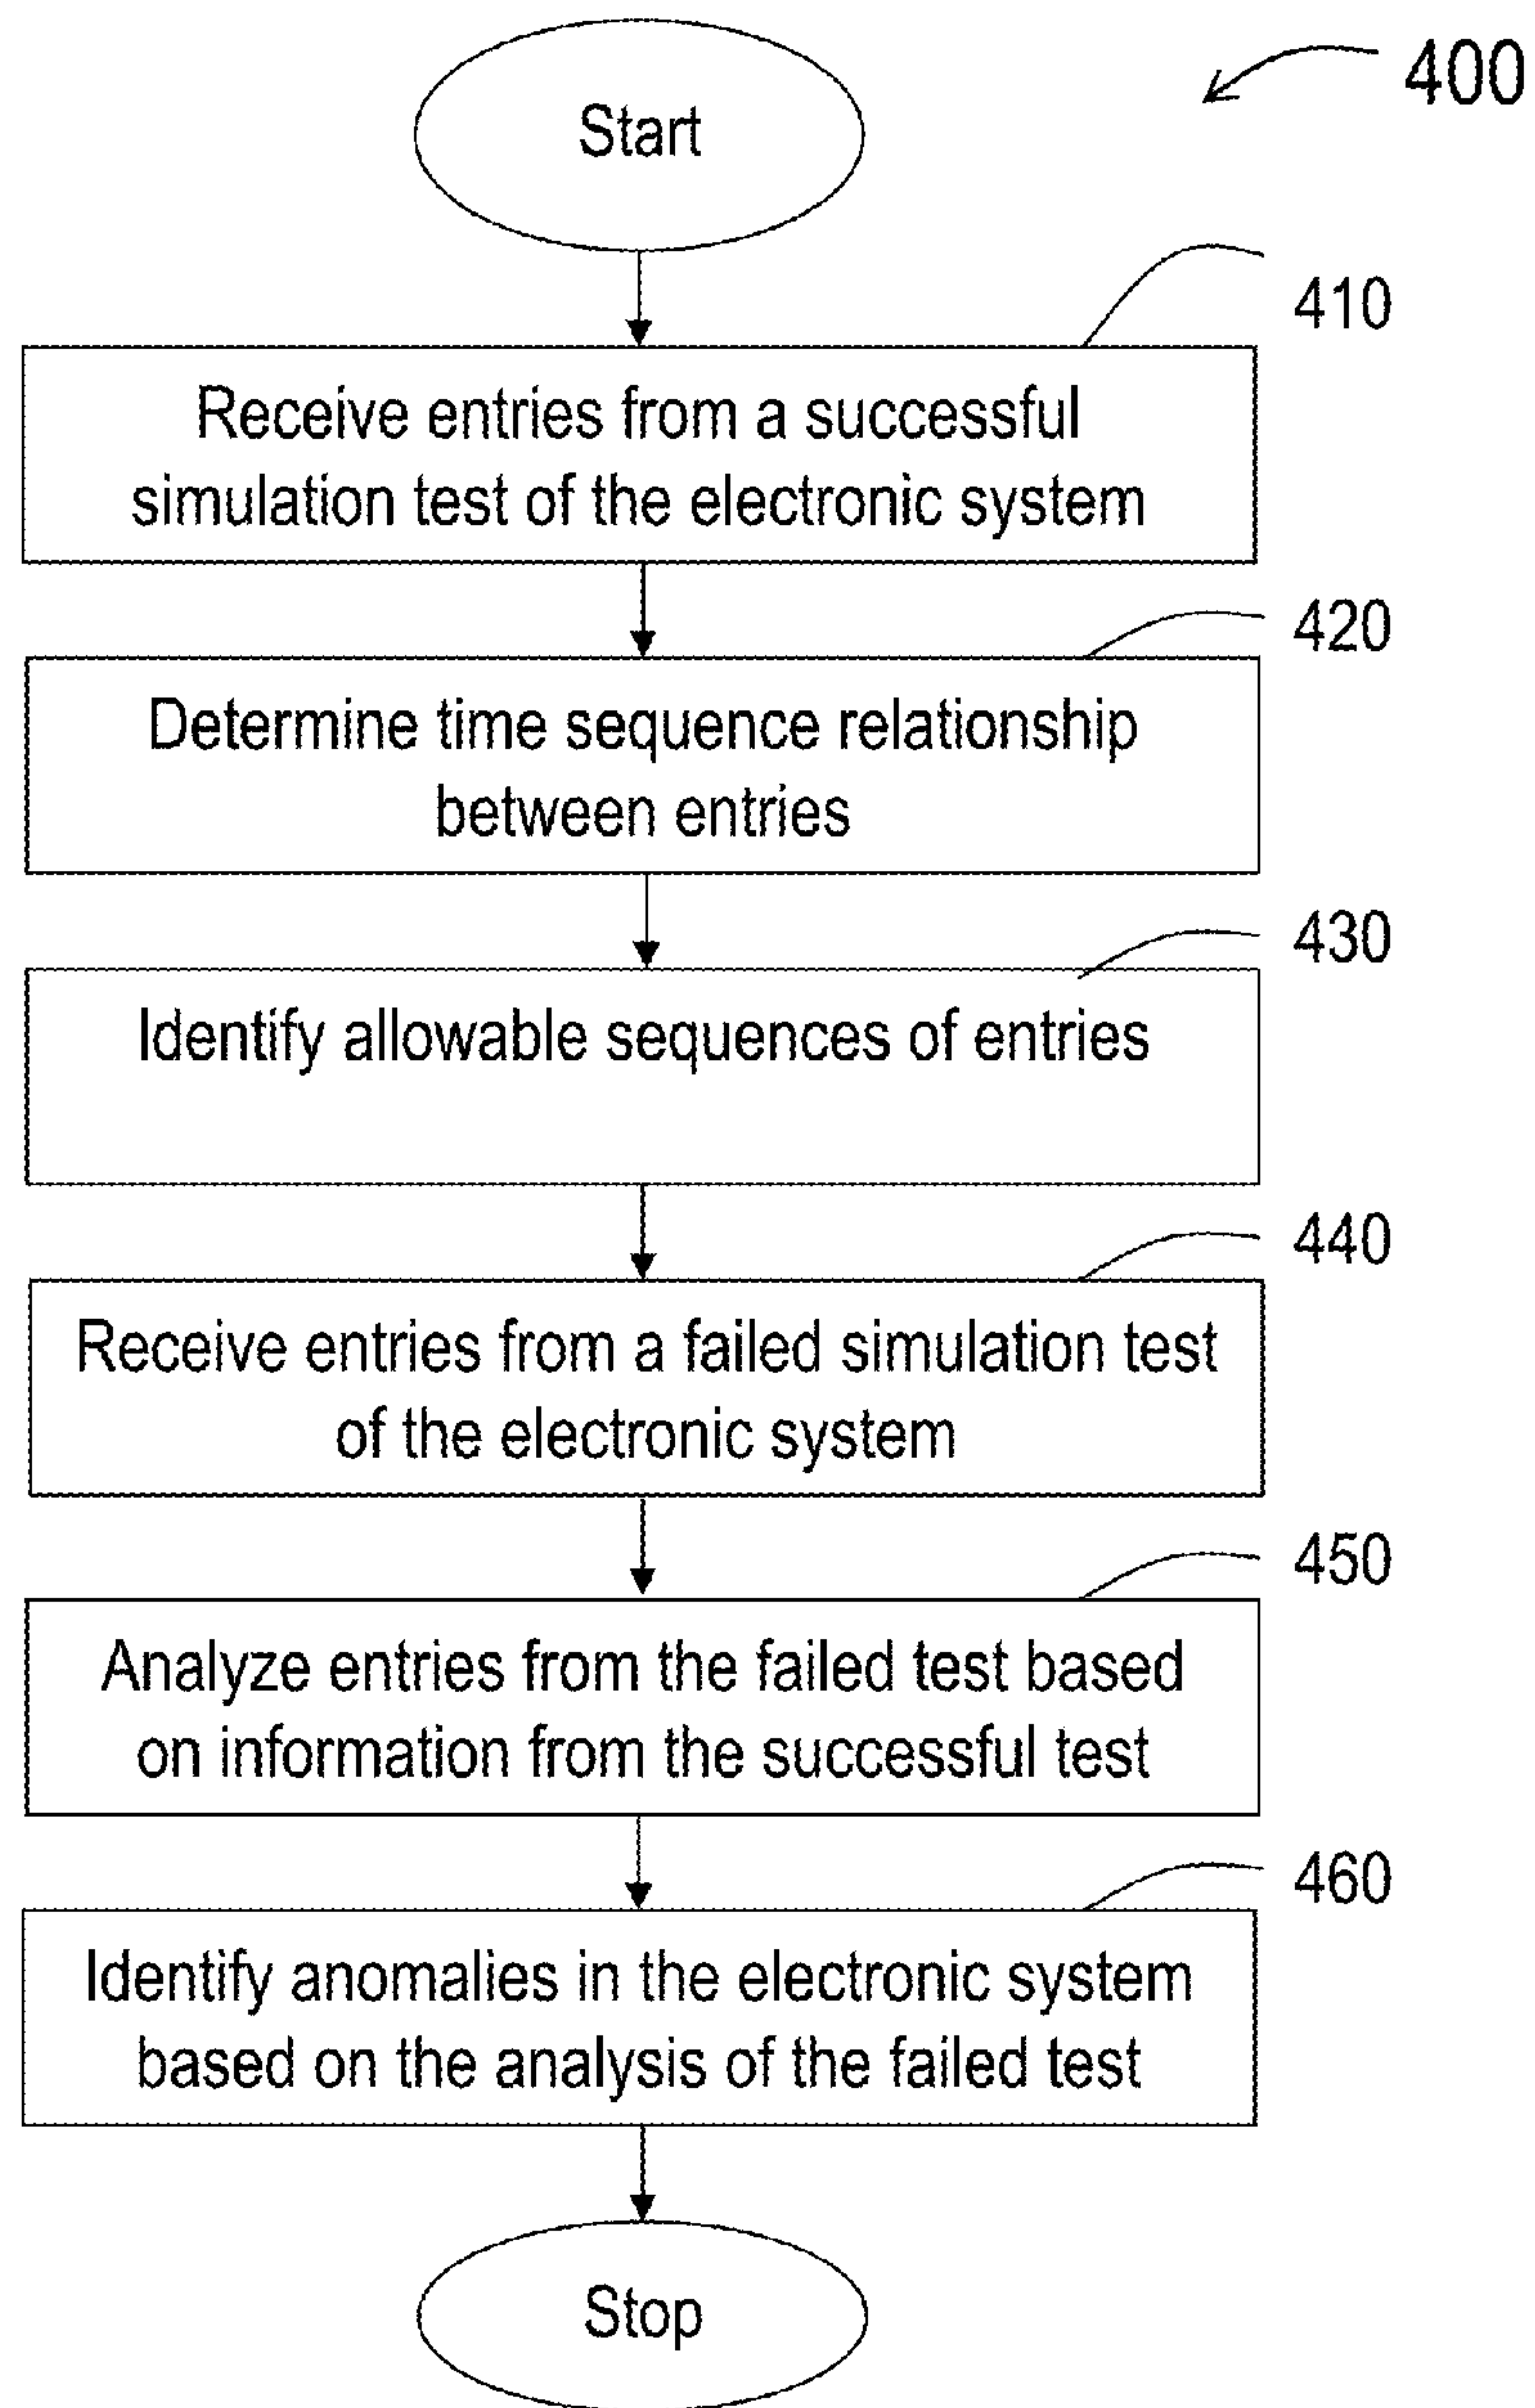 400
Start
410
Receive entries from a successful
simulation test of the electronic system
420
Determine time sequence relationship
between entries
430
Identify allowable sequences of entries
440
Receive entries from a failed simulation test
of the electronic system
450
Analyze entries from the failed test based
on information from the successful test
460
Identify anomalies in the electronic system
based on the analysis of the failed test
Stop